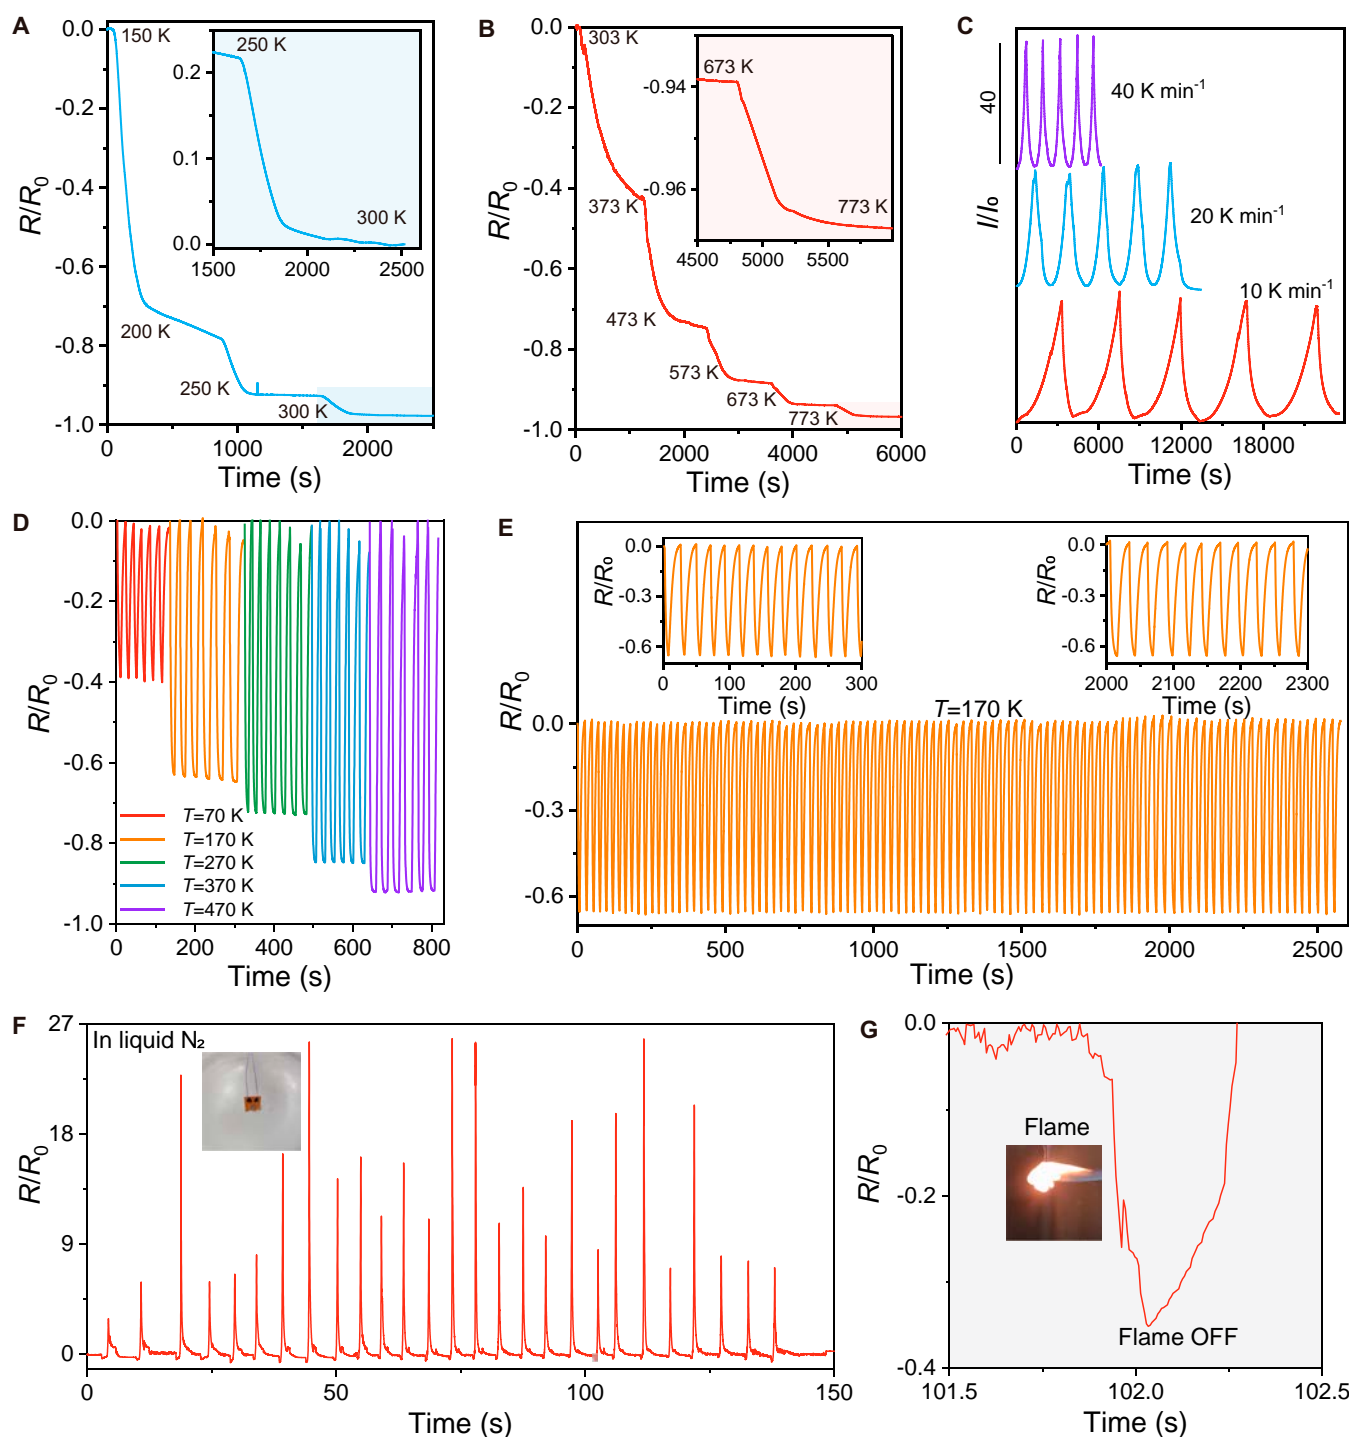 A
0.0
-0.2
-0.4
-0.6
-0.8
-1.0
R/R0
0
1000
2000
Time (s)
150 K
200 K
250 K
300 K
0.2
0.1
0.0
1500
2000
2500
250 K
300 K
B
0.0
-0.2
-0.4
-0.6
-0.8
-1.0
R/R0
0
2000
4000
6000
Time (s)
303 K
373 K
473 K
573 K
673 K
773 K
-0.94
-0.96
4500
5000
5500
673 K
773 K
C
40
I/I0
40 K min-1
20 K min-1
10 K min-1
0
6000
12000
18000
Time (s)
D
0.0
-0.2
-0.4
-0.6
-0.8
-1.0
R/R0
T=70 K
T=170 K
T=270 K
T=370 K
T=470 K
0
200
400
600
800
Time (s)
E
R/R0
0.0
-0.3
-0.6
0
500
1000
1500
2000
2500
Time (s)
T=170 K
0.0
-0.3
-0.6
R/R0
0
100
200
300
Time (s)
0.0
-0.3
-0.6
R/R0
2000
2100
2200
2300
Time (s)
F
27
18
9
0
R/R0
In liquid N2
0
50
100
150
Time (s)
G
0.0
-0.2
-0.4
R/R0
Flame
Flame OFF
101.5
102.0
102.5
Time (s)